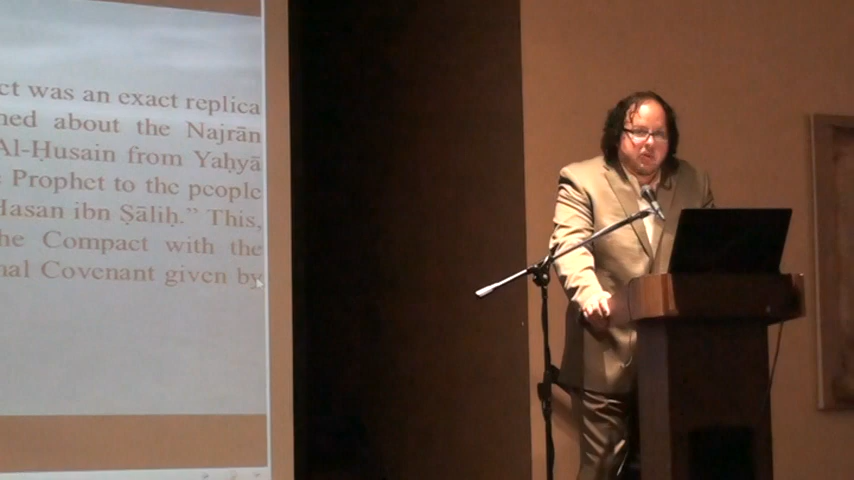 ct was an exact replica
ned about the Najrān
Al-Ḥusain from Yaḥyā
e Prophet to the people
Hasan ibn Ṣāliḥ.” This,
he Compact with the
nal Covenant given by